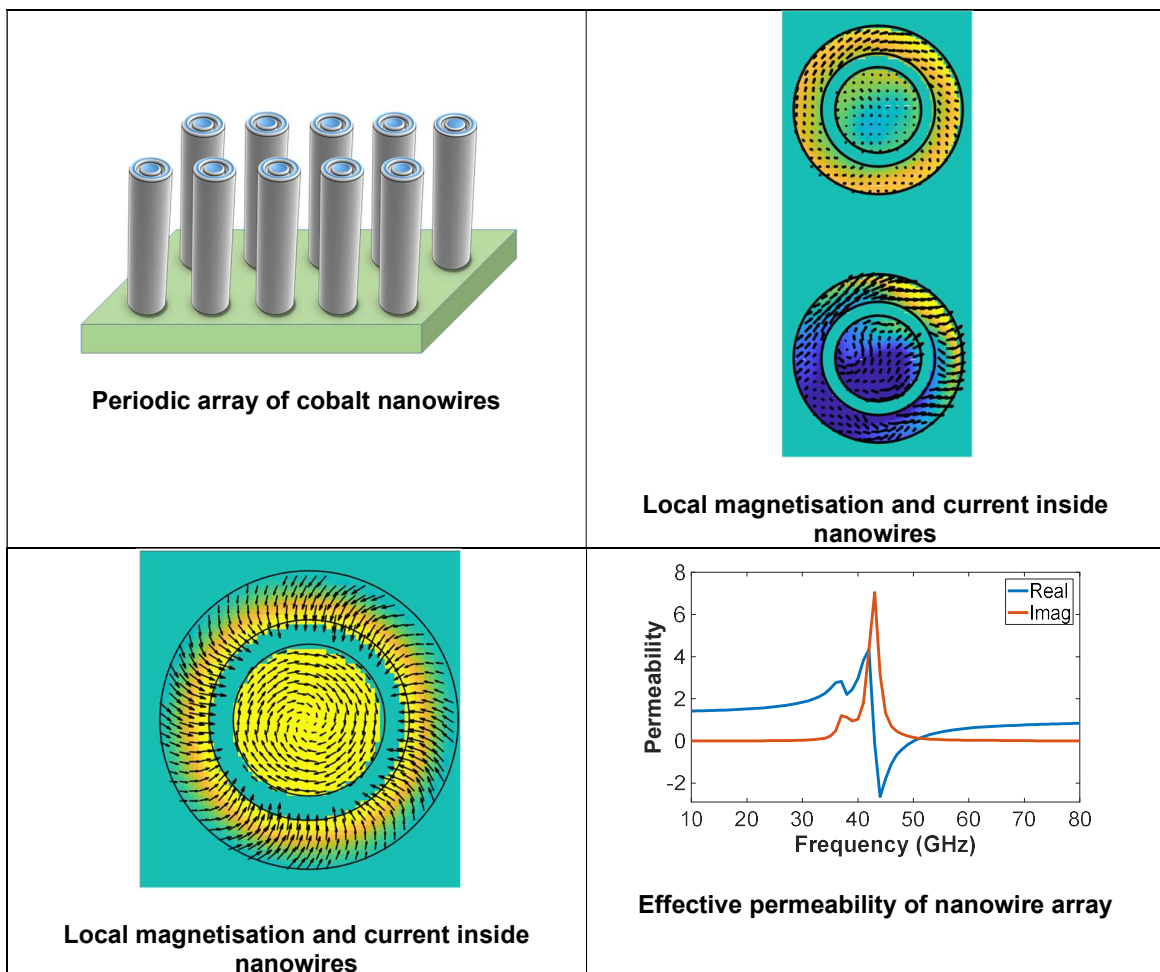 Periodic array of cobalt nanowires
Local magnetisation and current inside
nanowires
Local magnetisation and current inside
nanowires
8
6
4
2
0
-2
Permeability
Real
Imag
10 20 30 40 50 60 70 80
Frequency (GHz)
Effective permeability of nanowire array